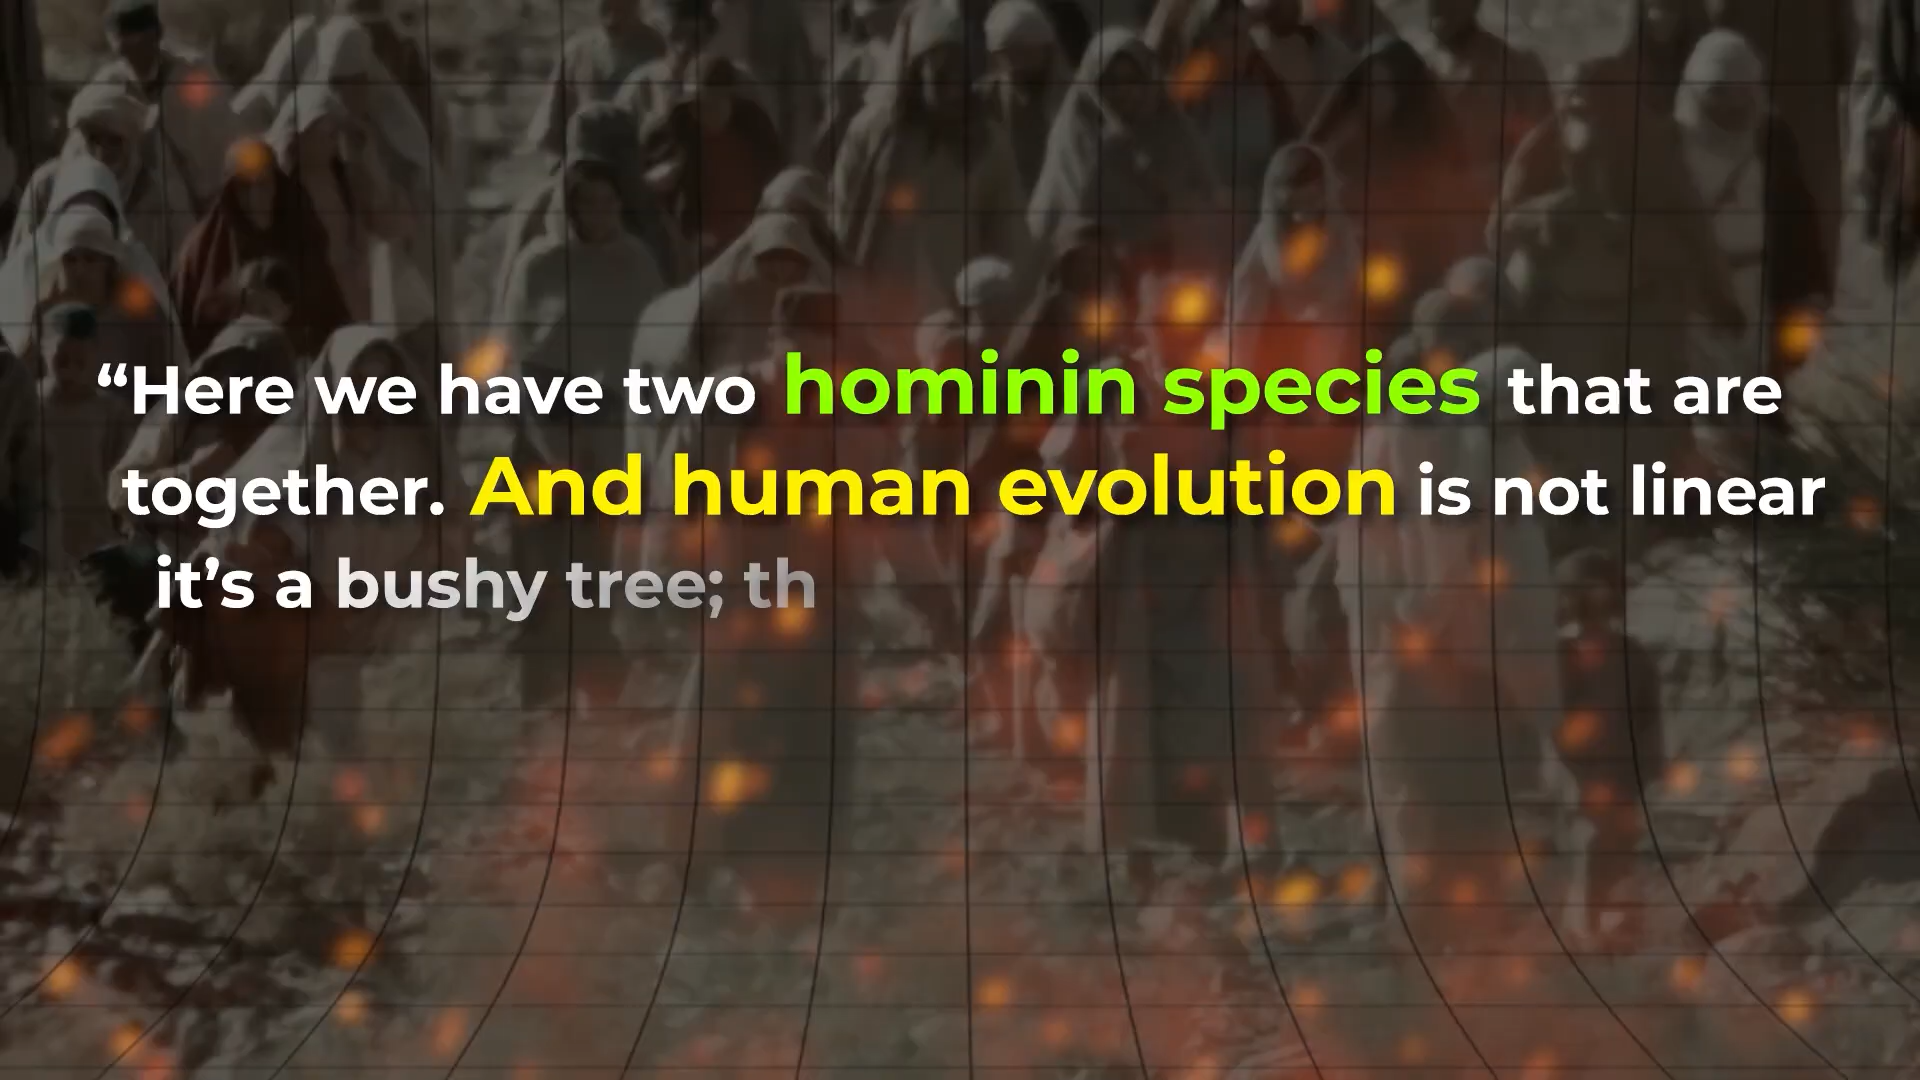 “Here we have two hominin species that are
together. And human evolution is not linear
it’s a bushy tree; th